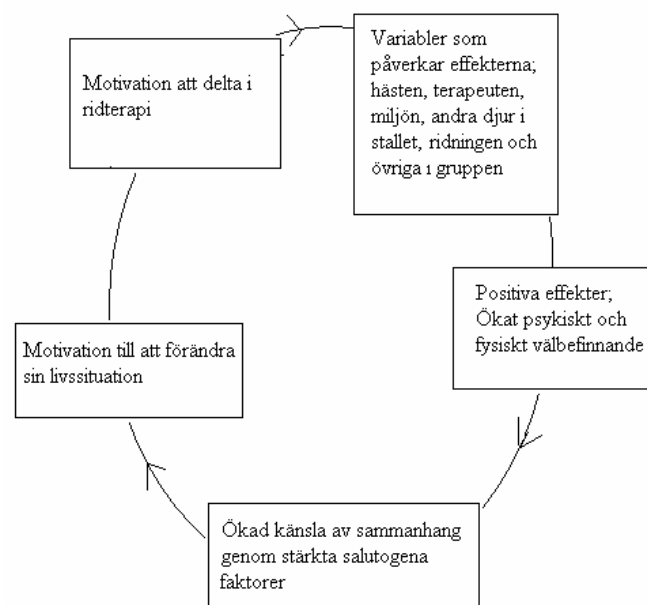 Motivation att delta i
ridterapi
Variabler som
påverkar effekterna;
hästen, terapeuten,
miljön, andra djur i
stallet, ridningen och
övriga i gruppen
Positiva effekter;
Ökat psykiskt och
fysiskt välbefinnande
Ökad känsla av sammanhang
genom stärkta salutogena
faktorer
Motivation till att förändra
sin livssituation